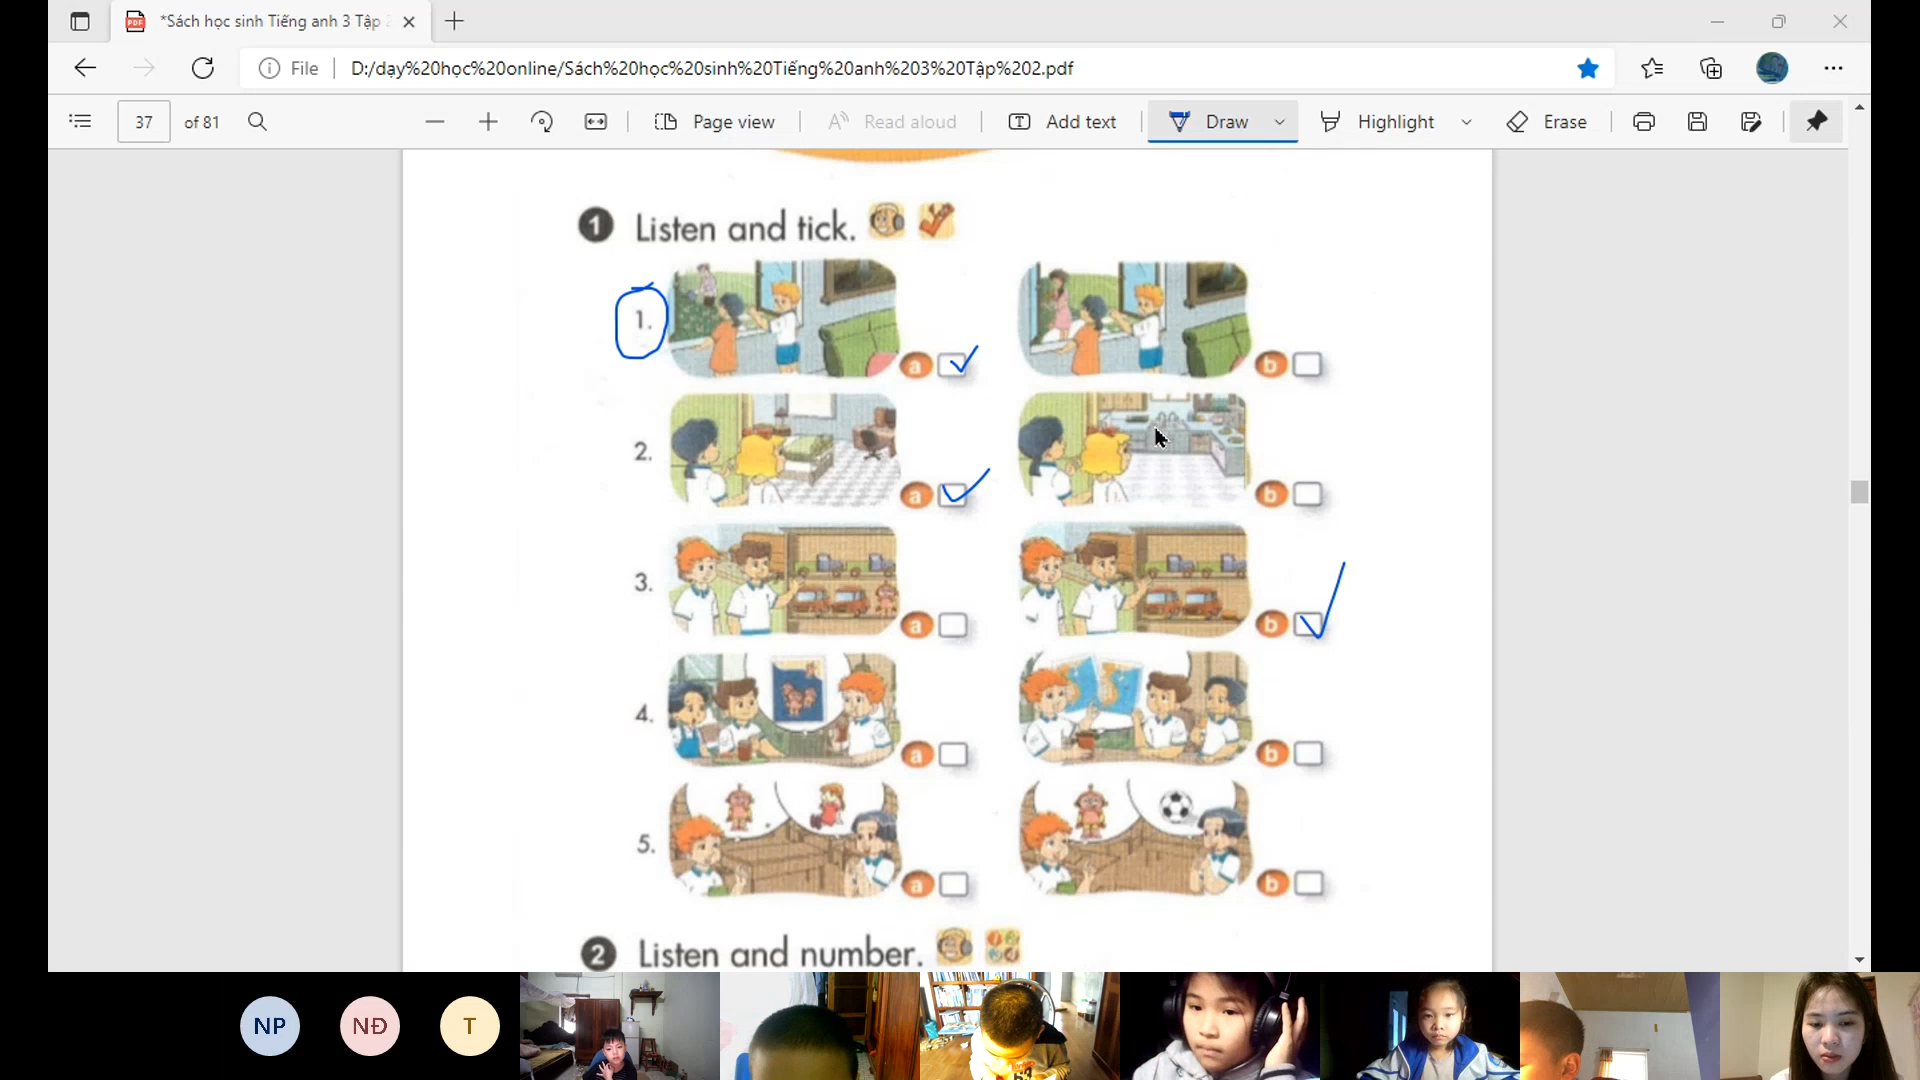 *Sách học sinh Tiếng anh 3 Tập 2
File D:/dạy%20học%20online/Sách%20học%20sinh%20Tiếng%20anh%203%20Tập%202.pdf
37 of 81 Page view Read aloud Add text Draw Highlight Erase
1 Listen and tick.
1. a b
2. a b
3. a b
4. a b
5. a b
2 Listen and number.
NP NĐ T